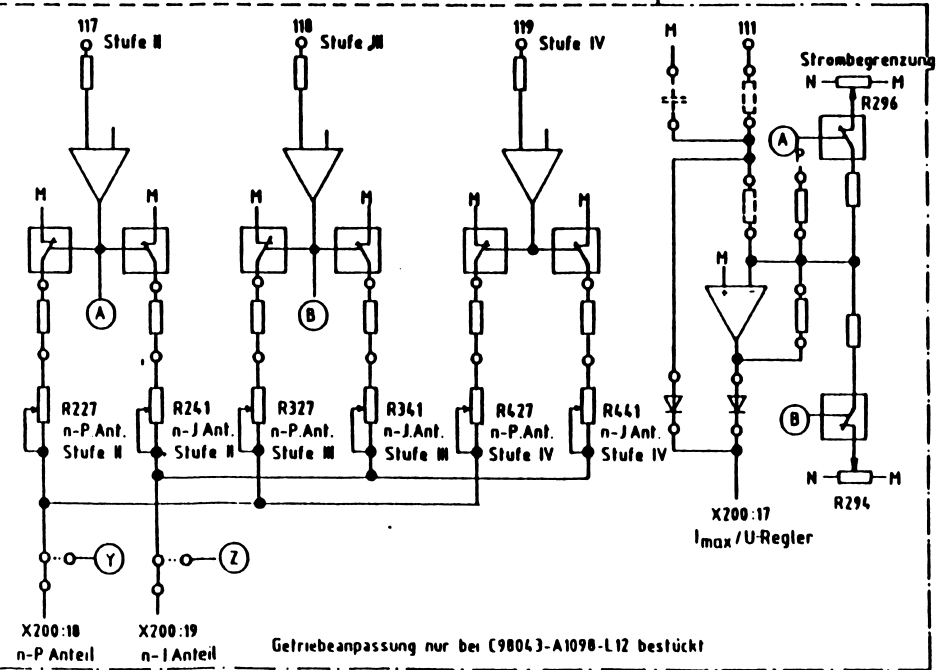 117
Stufe II
118
Stufe III
119
Stufe IV
M
111
Strombegrenzung
N
M
R296
A
P
M
M
M
M
M
M
M
+
-
A
B
R227
n-P.Ant.
Stufe II
R241
n-J Ant.
Stufe II
R327
n-P.Ant.
Stufe III
R341
n-J.Ant.
Stufe III
R427
n-P.Ant.
Stufe IV
R441
n-J Ant.
Stufe IV
B
N
M
R294
X200:17
Imax/U-Regler
Y
Z
X200:18
n-P Anteil
X200:19
n-I Anteil
Getriebeanpassung nur bei C98043-A1098-L12 bestückt